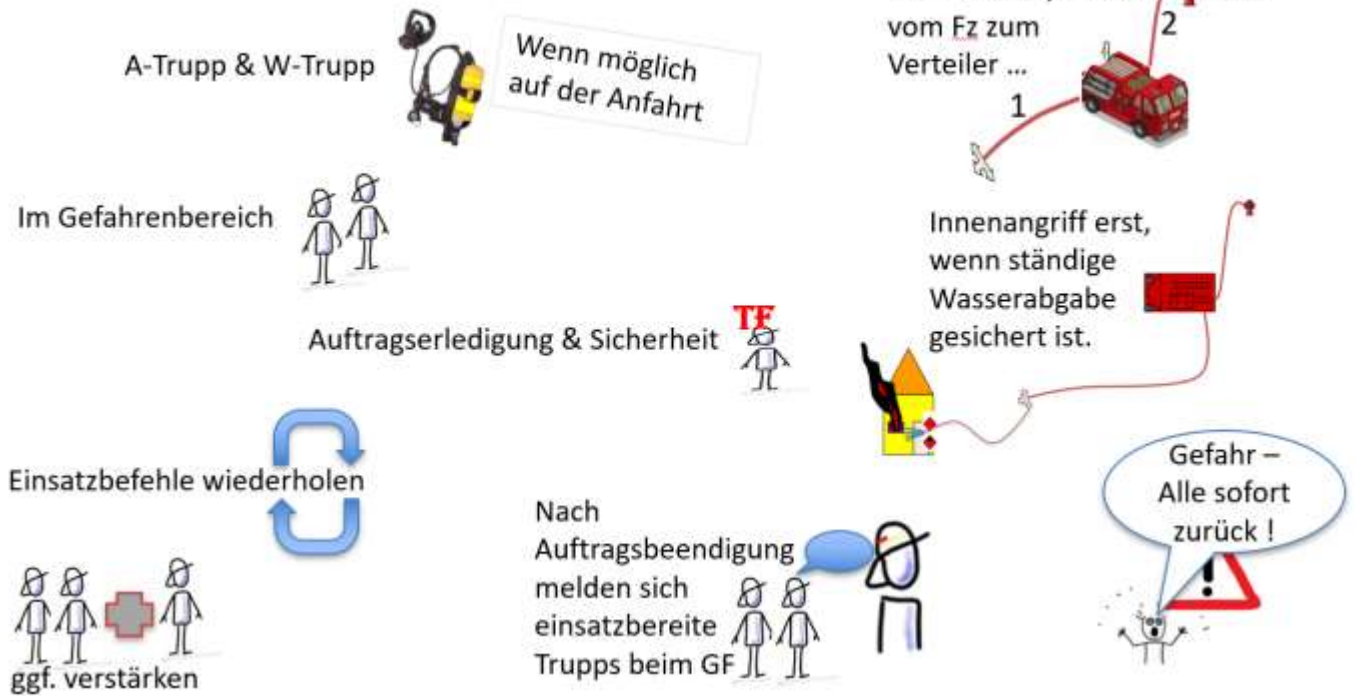 A-Trupp & W-Trupp
Wenn möglich
auf der Anfahrt
vom Fz zum
Verteiler ...
2
1
Im Gefahrenbereich
Innenangriff erst,
wenn ständige
Wasserabgabe
gesichert ist.
TF
Auftragserledigung & Sicherheit
Einsatzbefehle wiederholen
Gefahr –
Alle sofort
zurück !
!
Nach
Auftragsbeendigung
melden sich
einsatzbereite
Trupps beim GF
ggf. verstärken